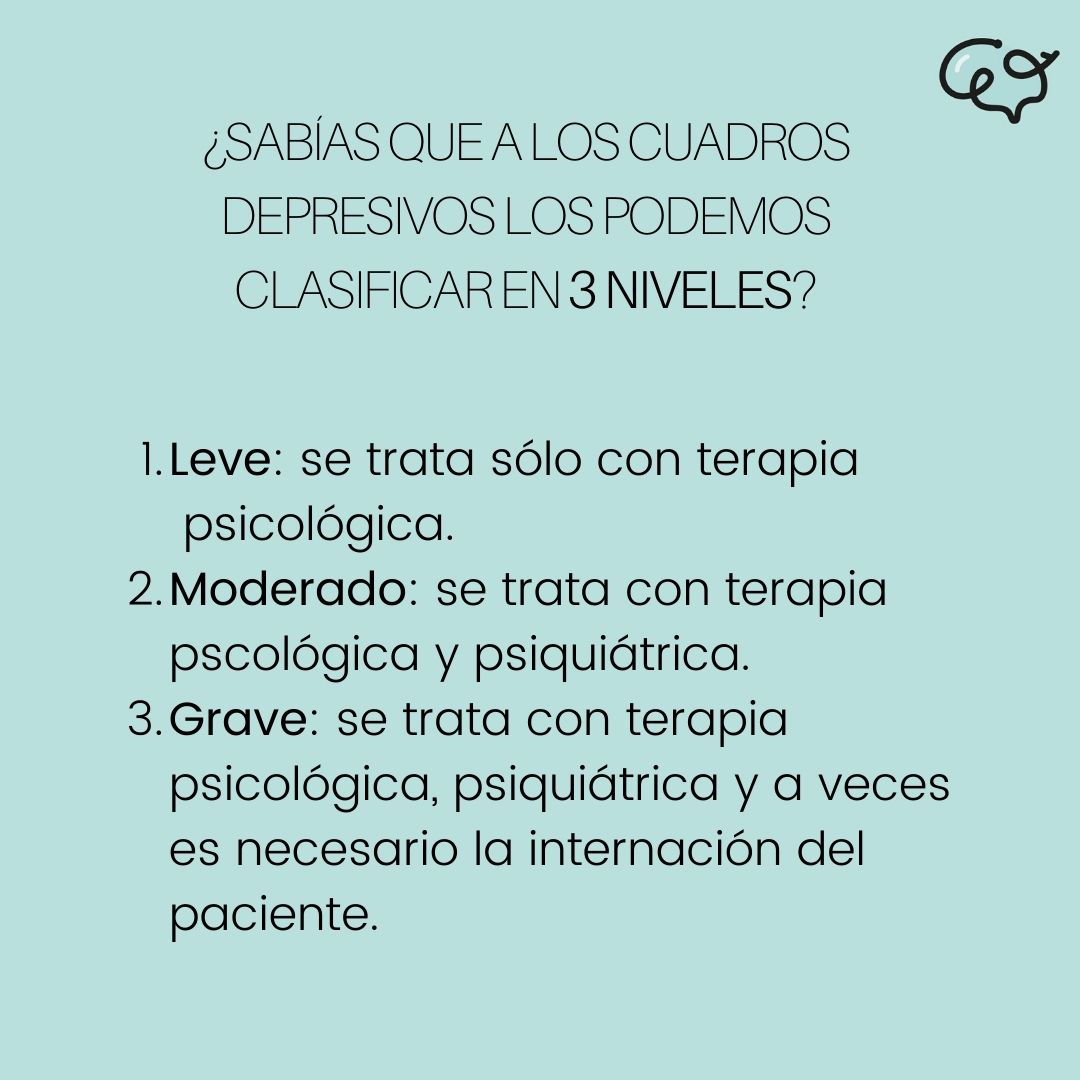 ¿SABÍAS QUE A LOS CUADROS
DEPRESIVOS LOS PODEMOS
CLASIFICAR EN 3 NIVELES?
1. Leve: se trata sólo con terapia
psicológica.
2. Moderado: se trata con terapia
pscológica y psiquiátrica.
3. Grave: se trata con terapia
psicológica, psiquiátrica y a veces
es necesario la internación del
paciente.